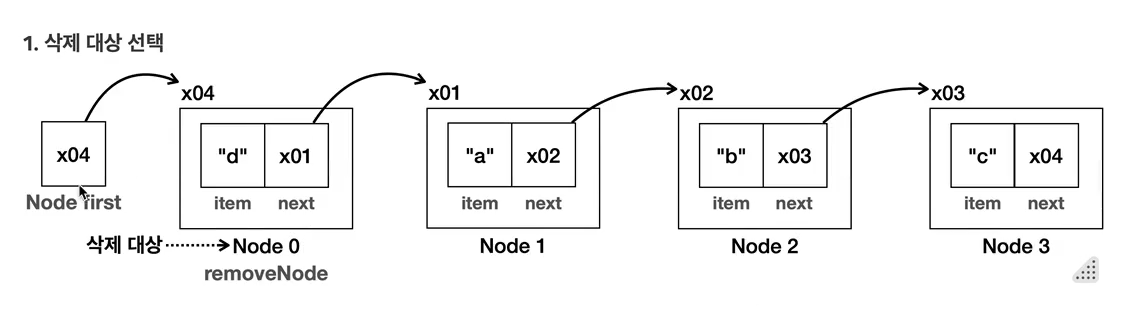 1. 삭제 대상 선택
x04 x01 x02 x03
x04 "d" x01 "a" x02 "b" x03 "c" x04
Node first item next item next item next item next
삭제 대상 Node 0 Node 1 Node 2 Node 3
removeNode